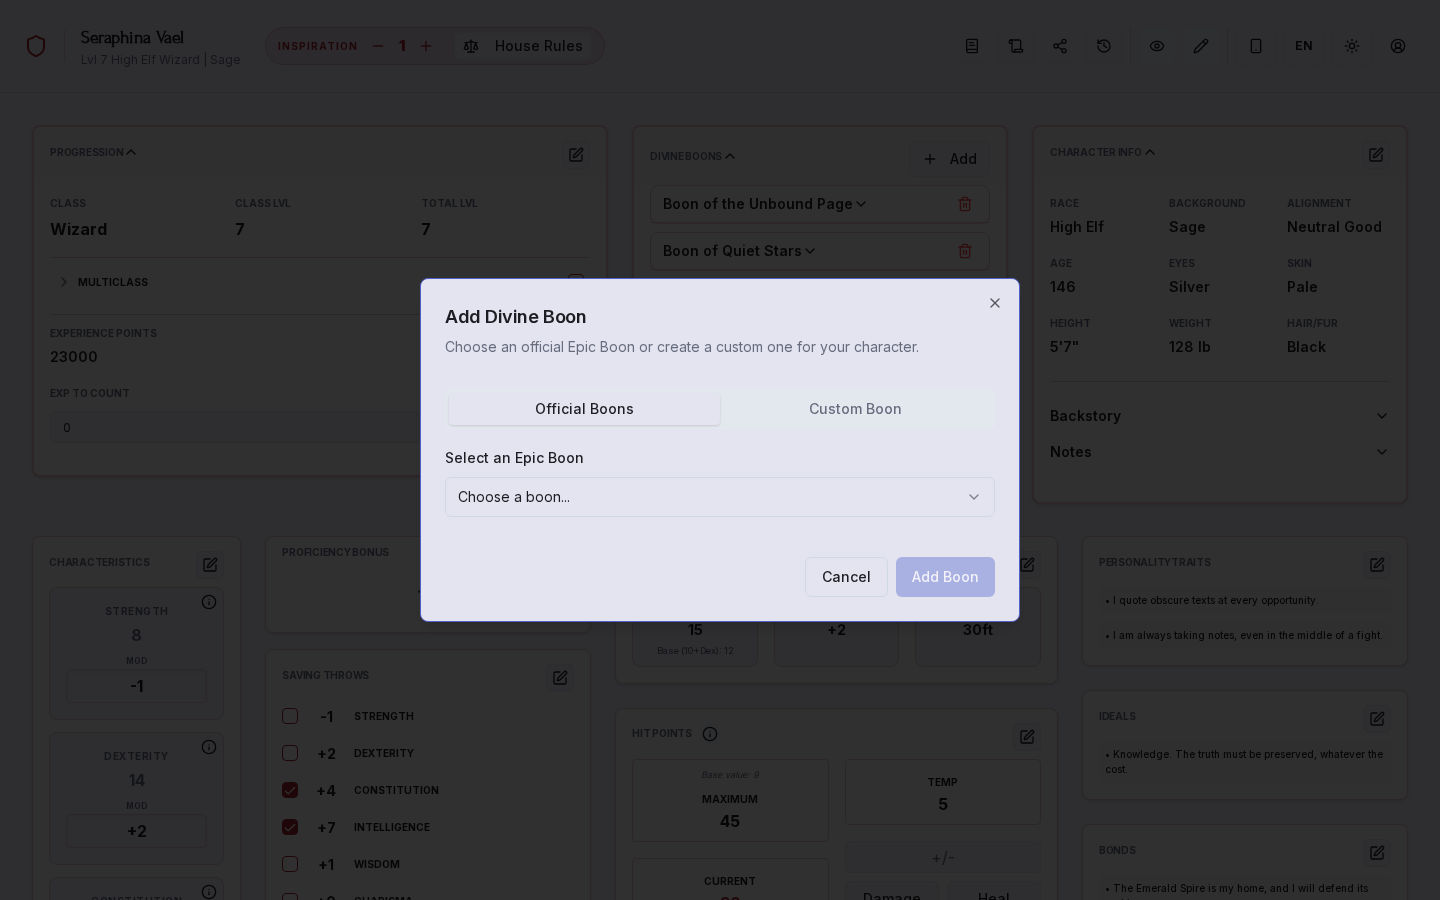 Seraphina Vael
Lvl 7 High Elf Wizard | Sage
INSPIRATION
1
House Rules
EN
PROGRESSION
CLASS
CLASS LVL
TOTAL LVL
Wizard
7
7
MULTICLASS
EXPERIENCE POINTS
23000
EXP TO COUNT
0
DIVINE BOONS
Add
Boon of the Unbound Page
Boon of Quiet Stars
CHARACTER INFO
RACE
BACKGROUND
ALIGNMENT
High Elf
Sage
Neutral Good
AGE
EYES
SKIN
146
Silver
Pale
HEIGHT
WEIGHT
HAIR/FUR
5'7"
128 lb
Black
Backstory
Notes
Add Divine Boon
Choose an official Epic Boon or create a custom one for your character.
Official Boons
Custom Boon
Select an Epic Boon
Choose a boon...
Cancel
Add Boon
CHARACTERISTICS
STRENGTH
8
MOD
-1
DEXTERITY
14
MOD
+2
PROFICIENCY BONUS
SAVING THROWS
-1 STRENGTH
+2 DEXTERITY
+4 CONSTITUTION
+7 INTELLIGENCE
+1 WISDOM
15
Base (10+Dex): 12
+2
30ft
HIT POINTS
Base value: 9
MAXIMUM
45
TEMP
5
+/-
CURRENT
Damage
Heal
PERSONALITY TRAITS
• I quote obscure texts at every opportunity.
• I am always taking notes, even in the middle of a fight.
IDEALS
• Knowledge. The truth must be preserved, whatever the
cost.
BONDS
• The Emerald Spire is my home, and I will defend its